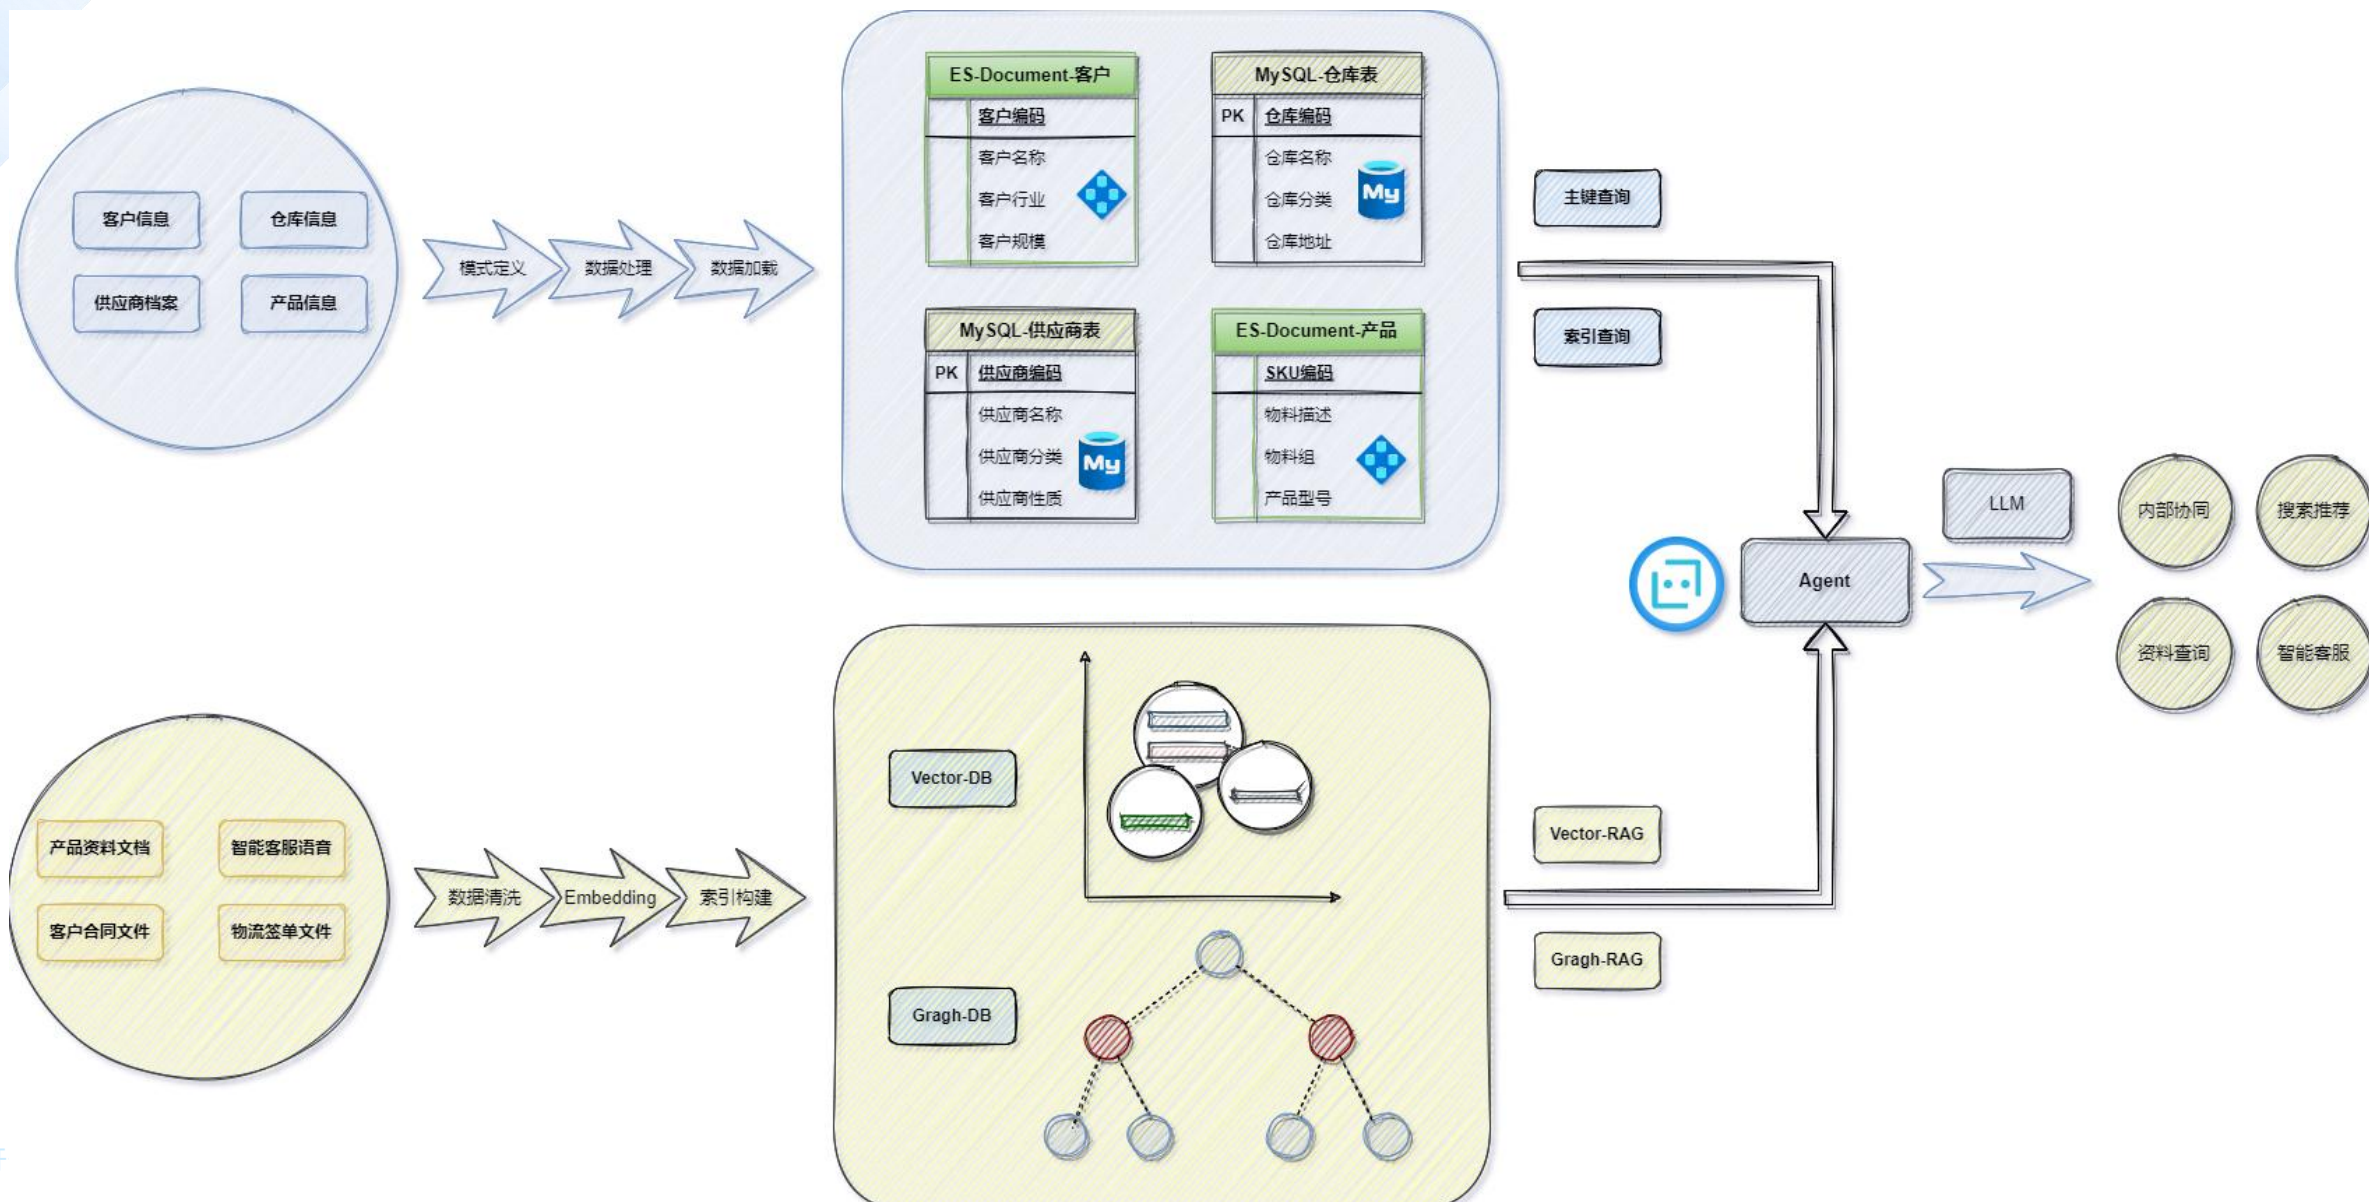 客户信息
仓库信息
供应商档案
产品信息
模式定义
数据处理
数据加载
ES-Document-客户
客户编码
客户名称
客户行业
客户规模
MySQL-仓库表
PK
仓库编码
仓库名称
仓库分类
仓库地址
My
MySQL-供应商表
PK
供应商编码
供应商名称
供应商分类
供应商性质
My
ES-Document-产品
SKU编码
物料描述
物料组
产品型号
主键查询
索引查询
Agent
LLM
内部协同
搜索推荐
资料查询
智能客服
产品资料文档
智能客服语音
客户合同文件
物流签单文件
数据清洗
Embedding
索引构建
Vector-DB
Gragh-DB
Vector-RAG
Gragh-RAG